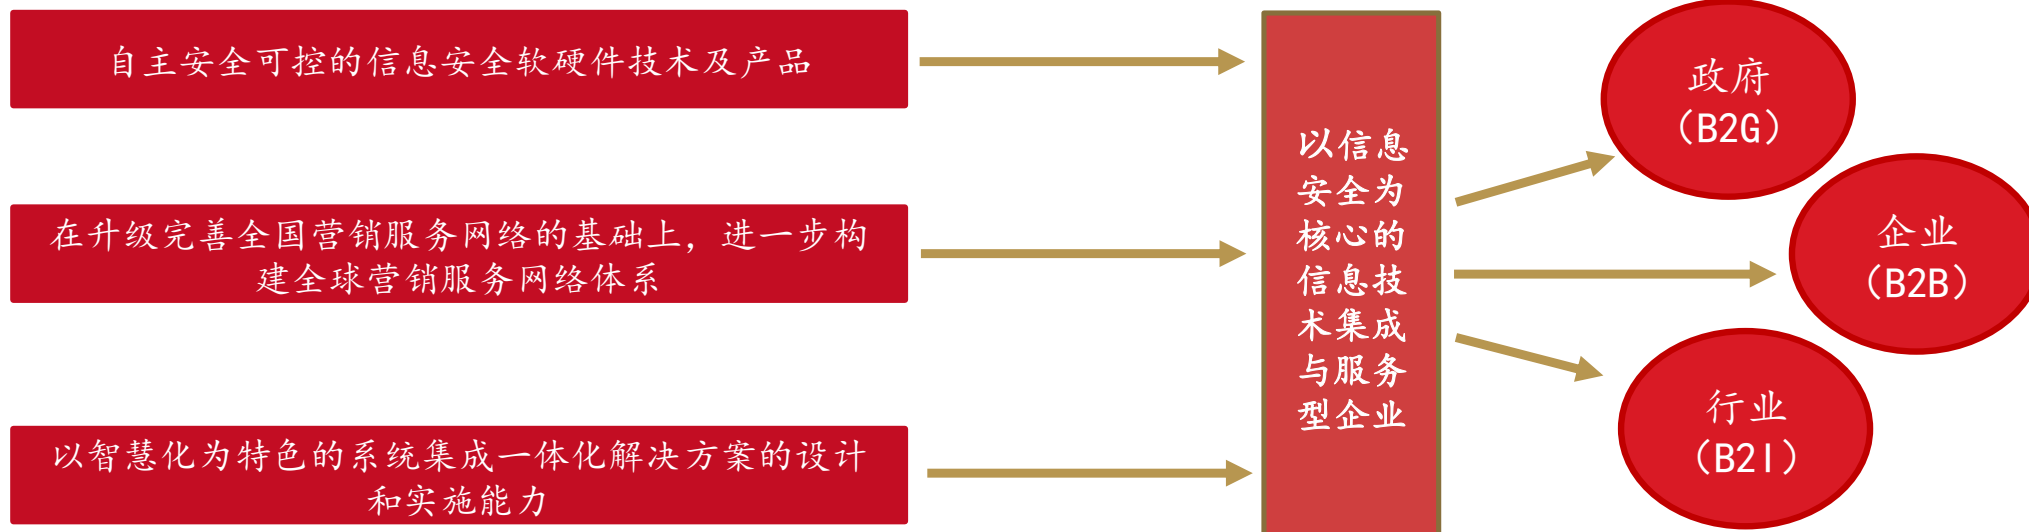 自主安全可控的信息安全软硬件技术及产品
在升级完善全国营销服务网络的基础上，进一步构
建全球营销服务网络体系
以智慧化为特色的系统集成一体化解决方案的设计
和实施能力
以信息
安全为
核心的
信息技
术集成
与服务
型企业
政府
（B2G）
企业
（B2B）
行业
（B2I）